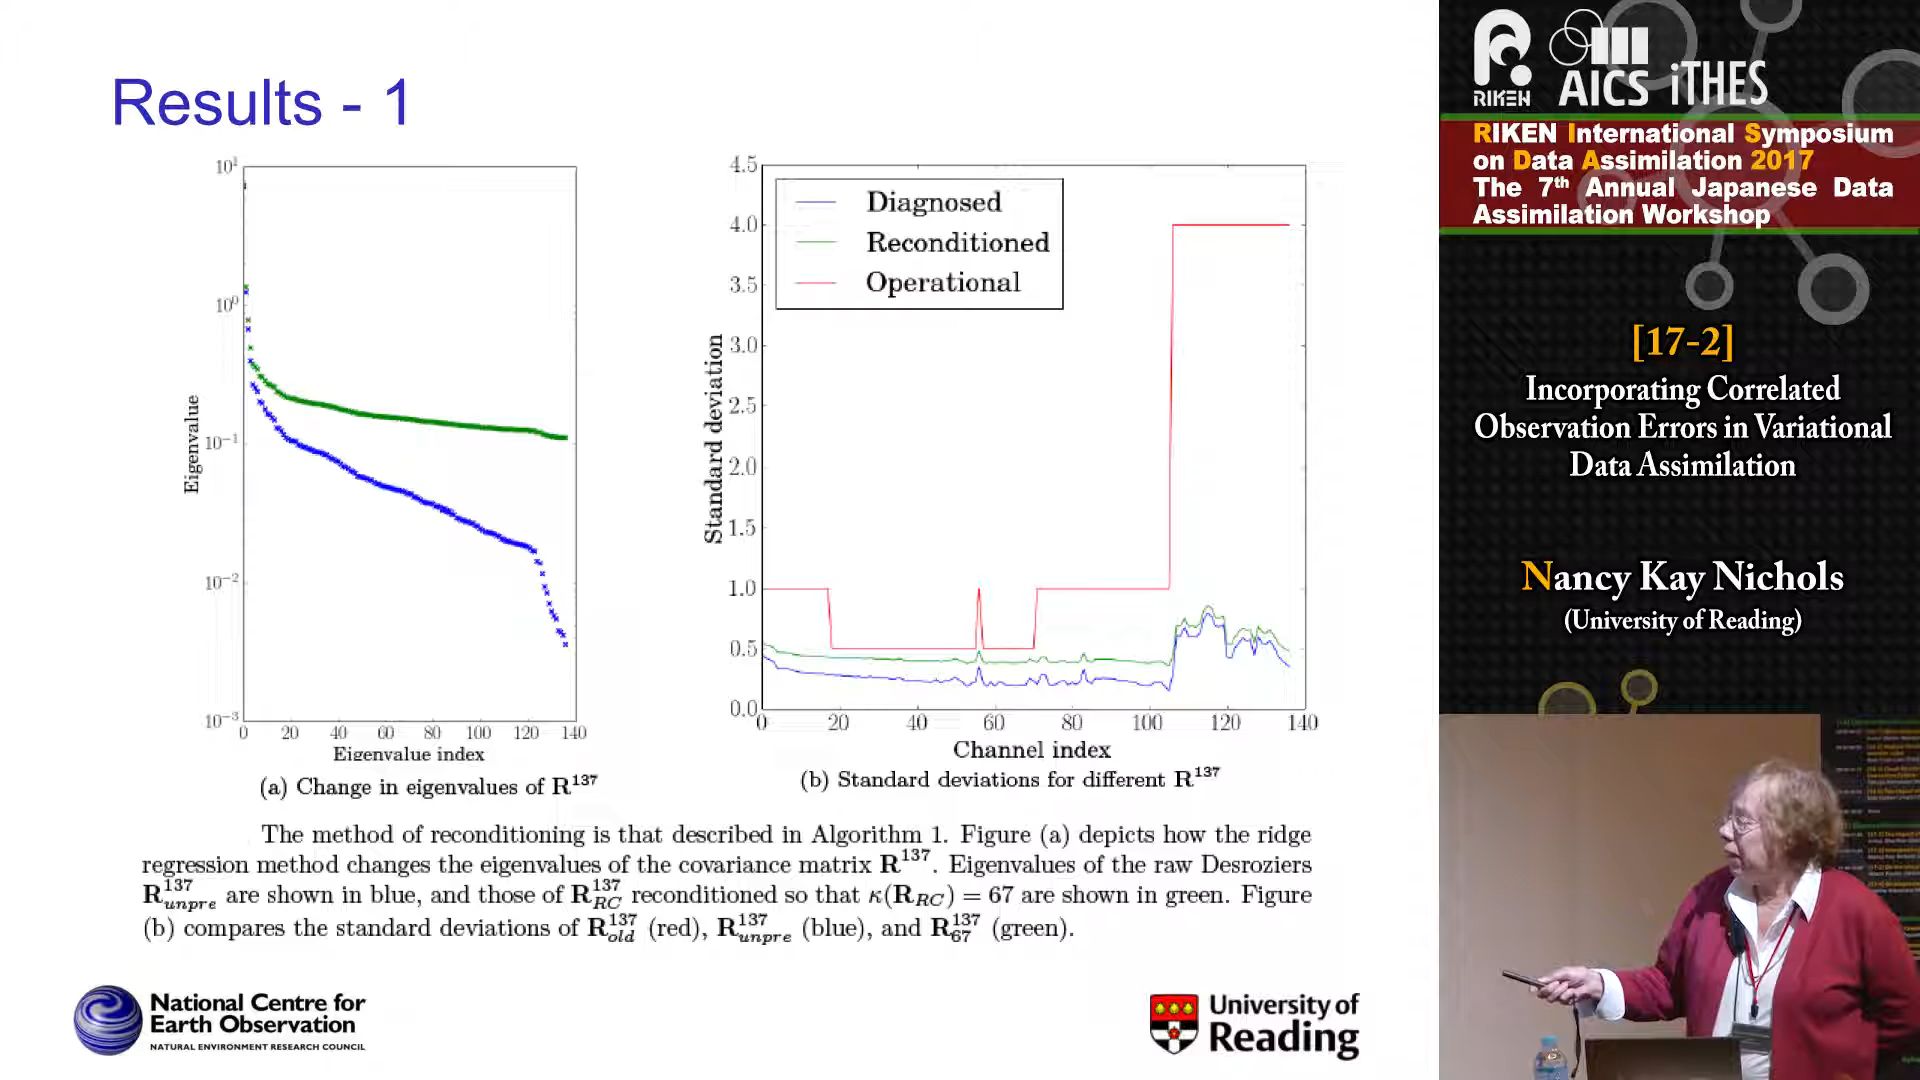 Results - 1
10¹
10⁰
10⁻¹
10⁻²
10⁻³
Eigenvalue
0 20 40 60 80 100 120 140
Eigenvalue index
(a) Change in eigenvalues of R¹³⁷
4.5
4.0
3.5
3.0
2.5
2.0
1.5
1.0
0.5
0.0
Standard deviation
Diagnosed
Reconditioned
Operational
0 20 40 60 80 100 120 140
Channel index
(b) Standard deviations for different R¹³⁷
The method of reconditioning is that described in Algorithm 1. Figure (a) depicts how the ridge
regression method changes the eigenvalues of the covariance matrix R¹³⁷. Eigenvalues of the raw Desroziers
R¹³⁷_unpre are shown in blue, and those of R¹³⁷_RC reconditioned so that κ(R_RC) = 67 are shown in green. Figure
(b) compares the standard deviations of R¹³⁷_old (red), R¹³⁷_unpre (blue), and R¹³⁷_67 (green).
National Centre for
Earth Observation
NATURAL ENVIRONMENT RESEARCH COUNCIL
University of
Reading
RIKEN AICS iTHES
RIKEN International Symposium
on Data Assimilation 2017
The 7th Annual Japanese Data
Assimilation Workshop
[17-2]
Incorporating Correlated
Observation Errors in Variational
Data Assimilation
Nancy Kay Nichols
(University of Reading)